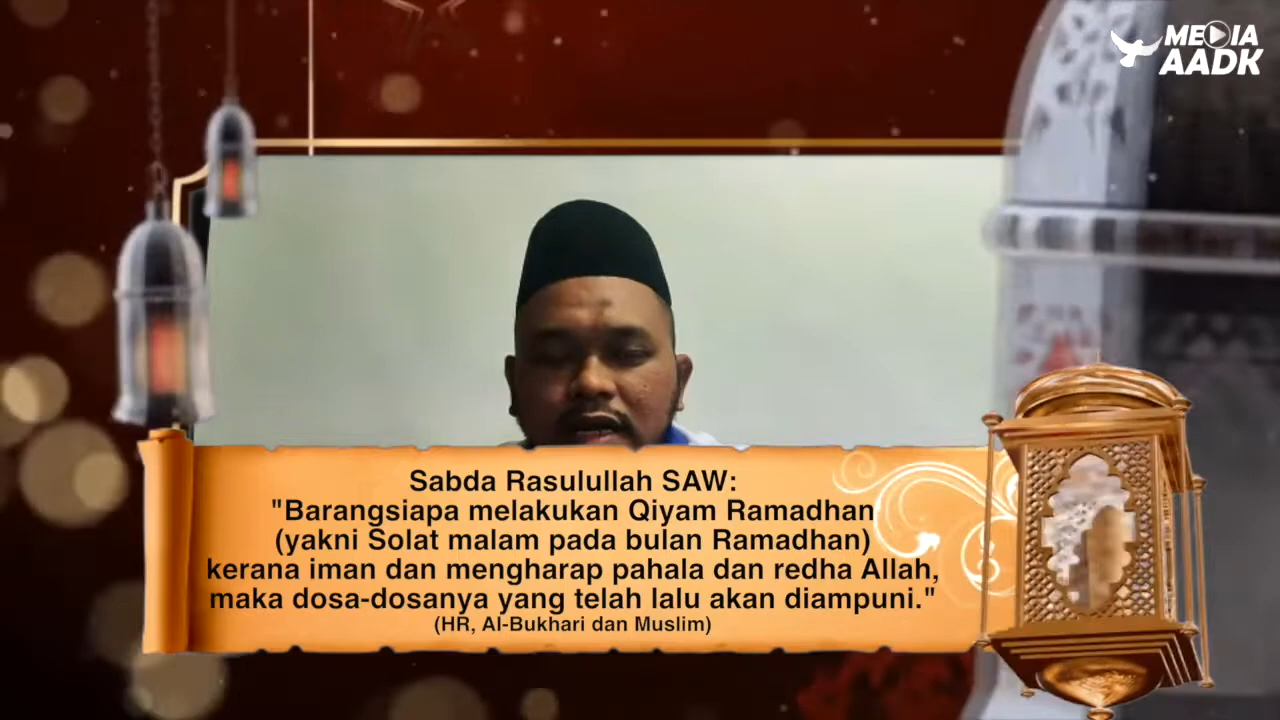 MEDIA
AADK
Sabda Rasulullah SAW:
"Barangsiapa melakukan Qiyam Ramadhan
(yakni Solat malam pada bulan Ramadhan)
kerana iman dan mengharap pahala dan redha Allah,
maka dosa-dosanya yang telah lalu akan diampuni."
(HR, Al-Bukhari dan Muslim)